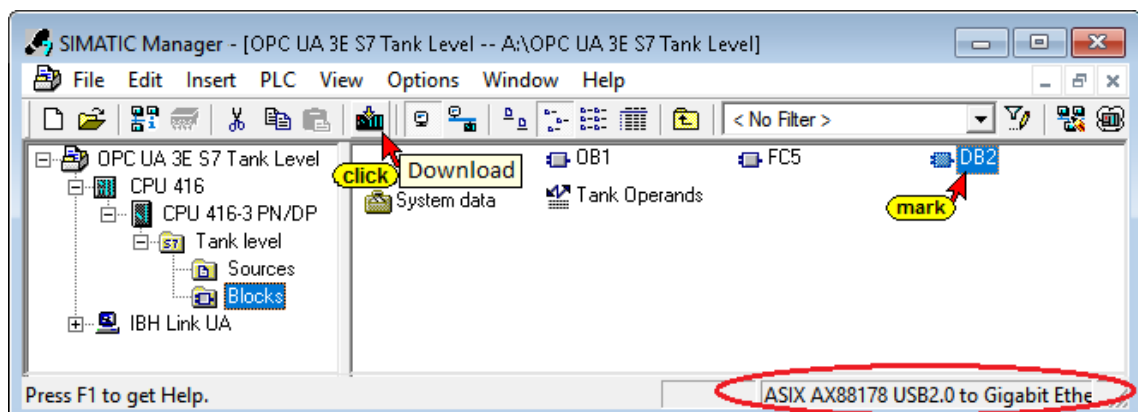 SIMATIC Manager - [OPC UA 3E S7 Tank Level -- A:\OPC UA 3E S7 Tank Level]
File Edit Insert PLC View Options Window Help
< No Filter >
OPC UA 3E S7 Tank Level
CPU 416
CPU 416-3 PN/DP
S7 Tank level
Sources
Blocks
IBH Link UA
click
Download
OB1
FC5
DB2
System data
Tank Operands
mark
Press F1 to get Help.
ASIX AX88178 USB2.0 to Gigabit Ethe